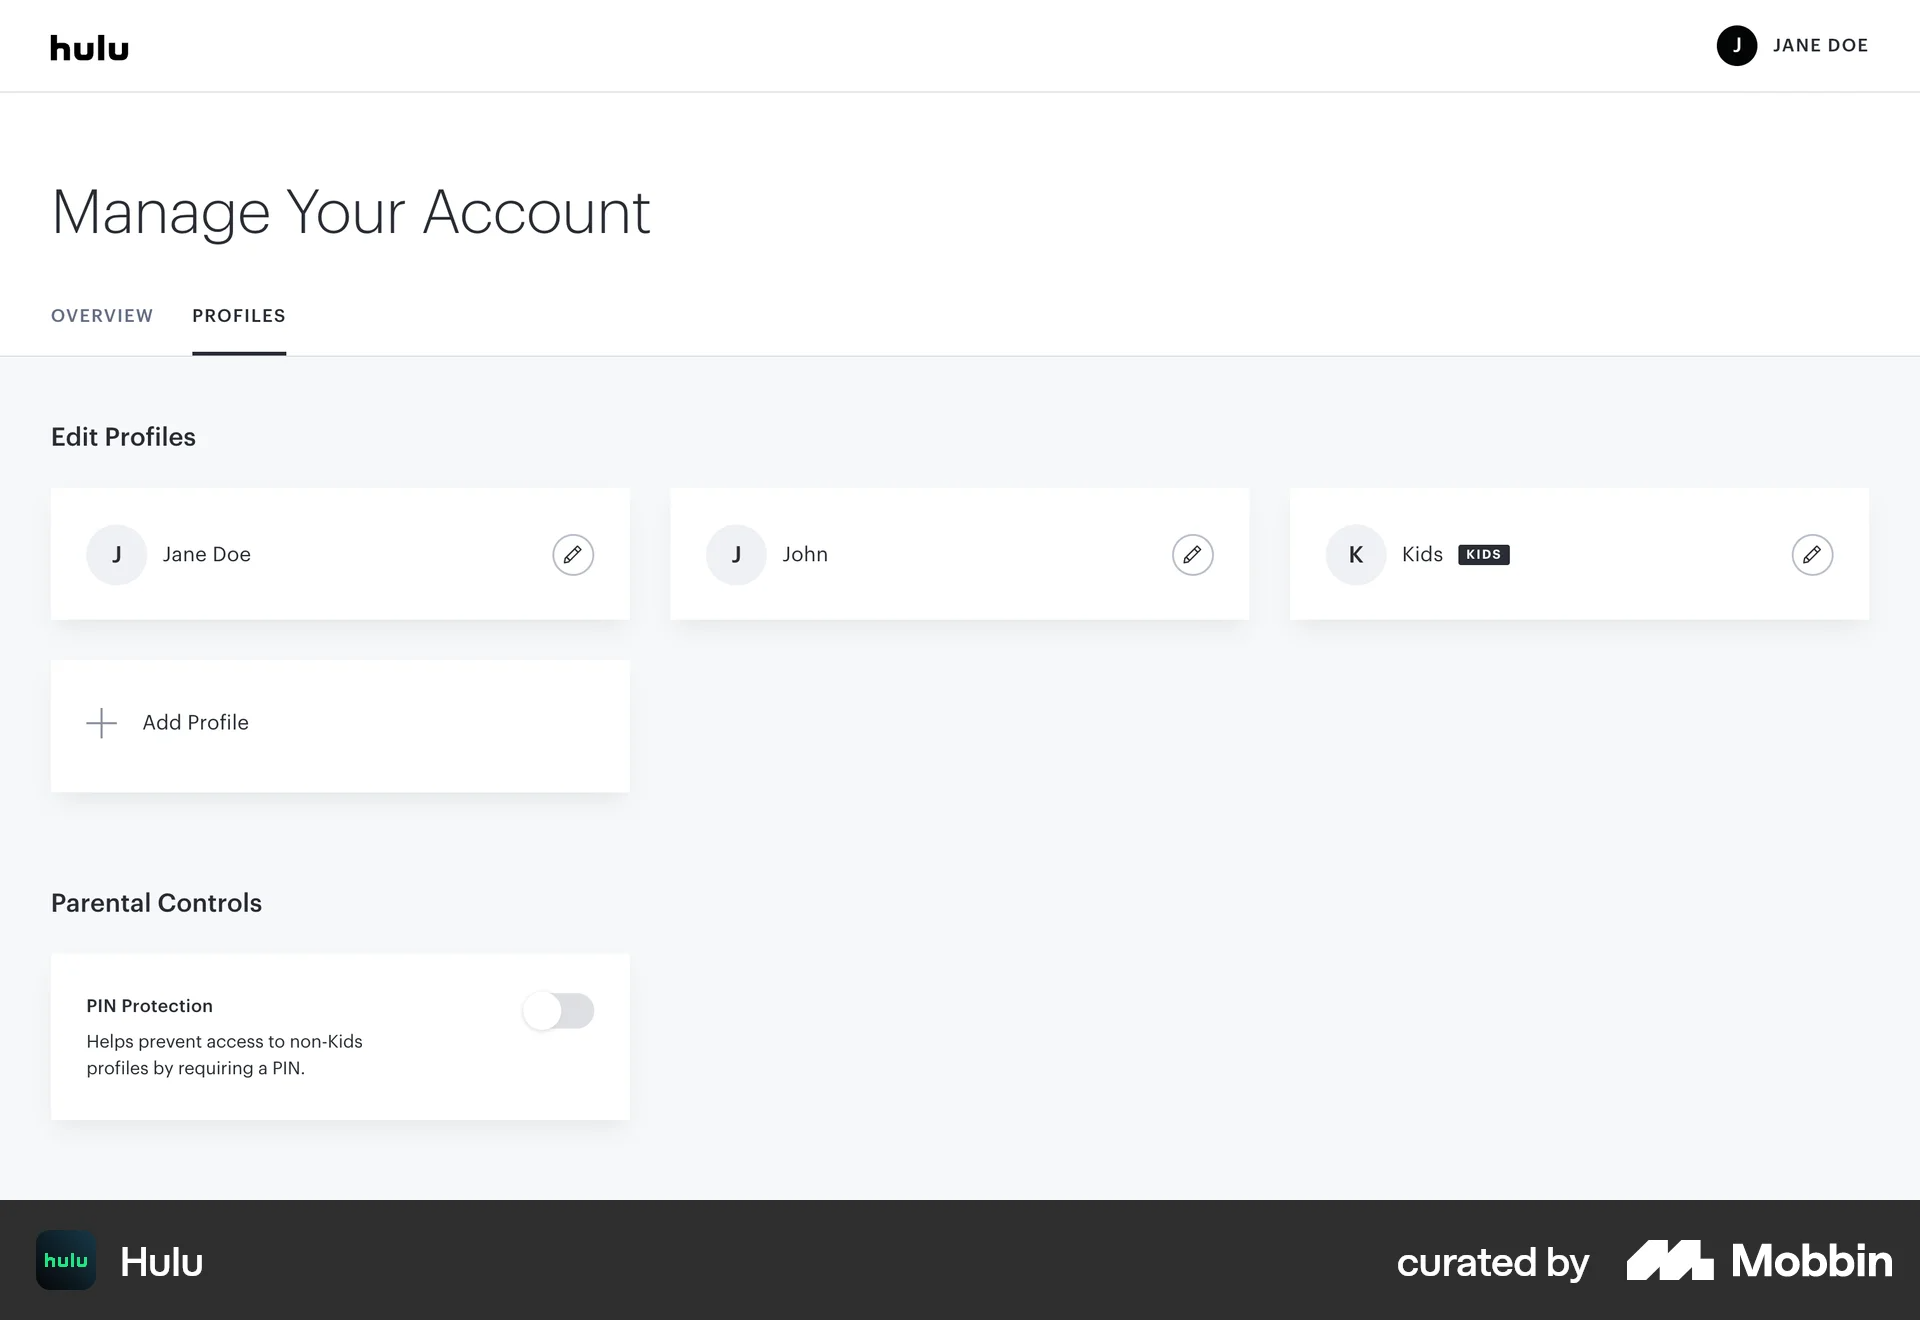 hulu
J JANE DOE
Manage Your Account
OVERVIEW PROFILES
Edit Profiles
J Jane Doe
J John
K Kids KIDS
Add Profile
Parental Controls
PIN Protection
Helps prevent access to non-Kids
profiles by requiring a PIN.
hulu Hulu
curated by Mobbin